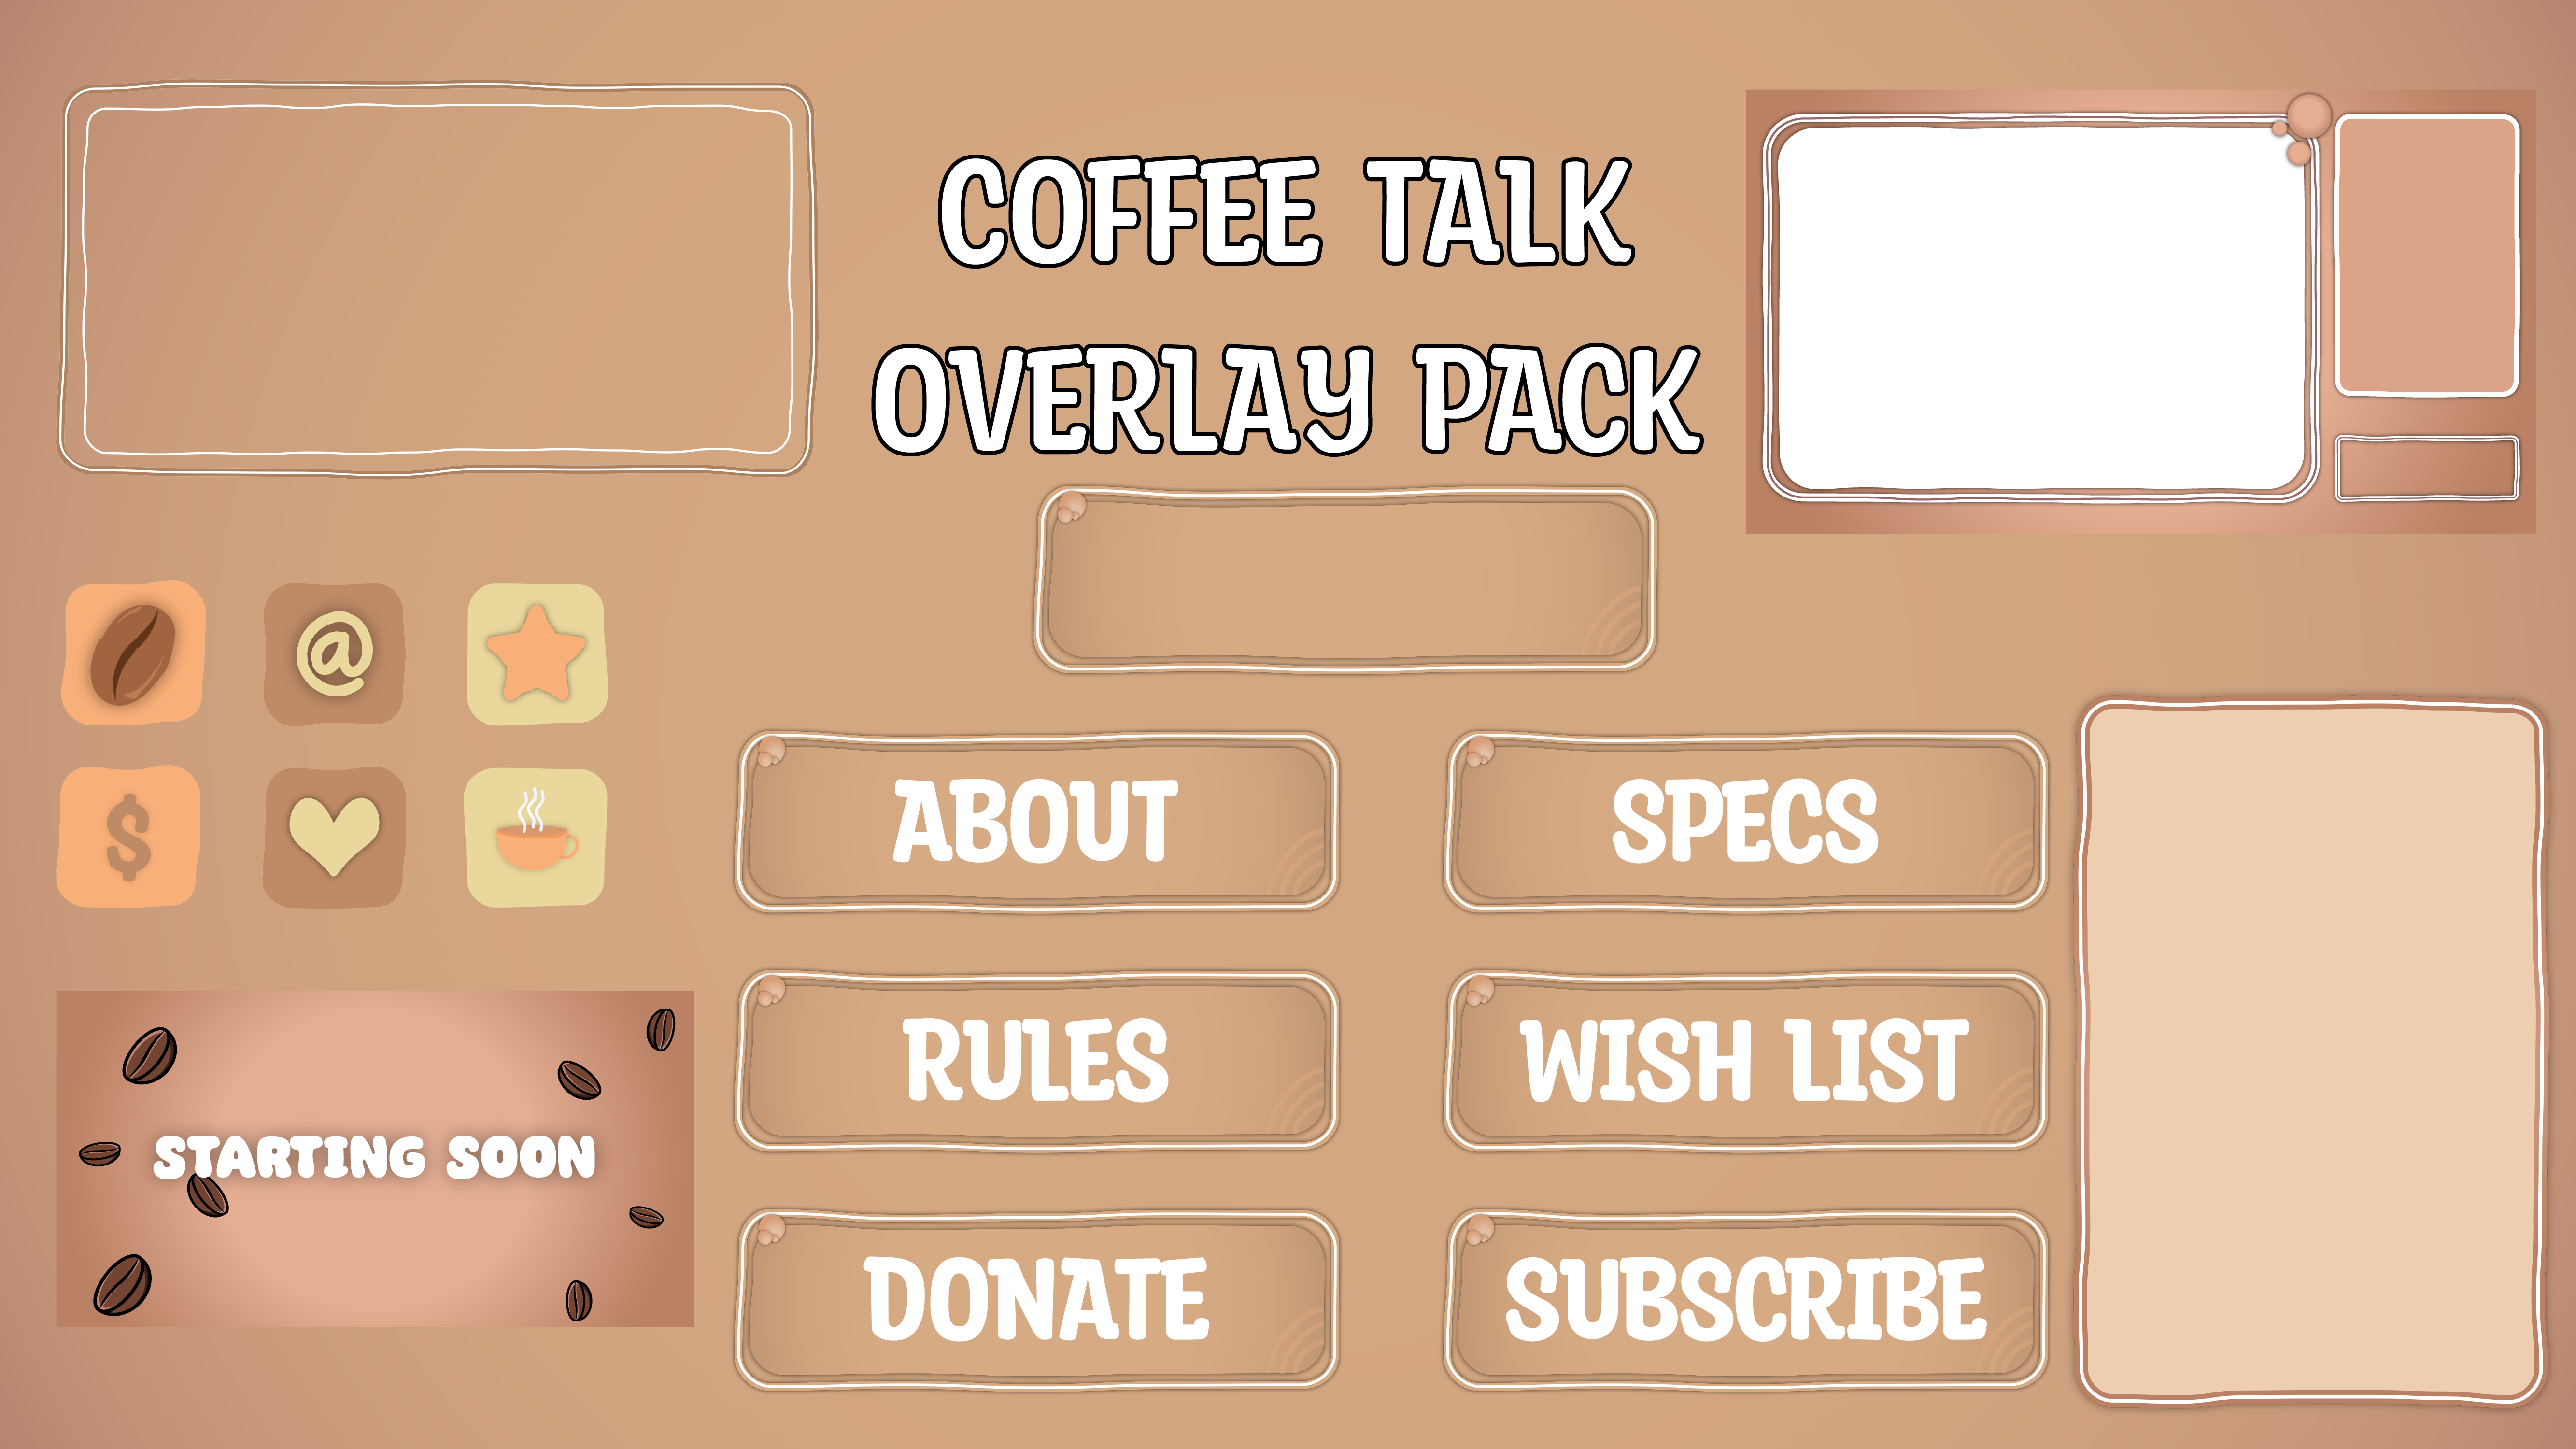 COFFEE TALK
OVERLAY PACK
@
$
ABOUT
SPECS
RULES
WISH LIST
DONATE
SUBSCRIBE
STARTING SOON